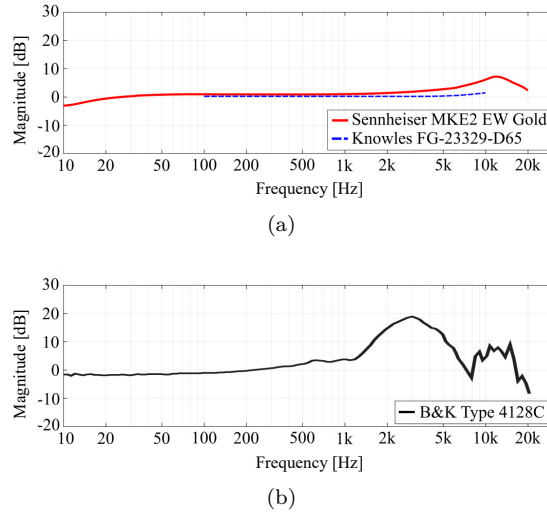 30
20
10
0
-10
20
Magnitude [dB]
Sennheiser MKE2 EW Gold
Knowles FG-23329-D65
10 20 50 100 200 500 1k 2k 5k 10k 20k
Frequency [Hz]
(a)
30
20
10
0
-10
-20
Magnitude [dB]
B&K Type 4128C
10 20 50 100 200 500 1k 2k 5k 10k 20k
Frequency [Hz]
(b)